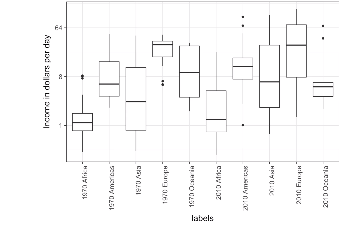 Income in dollars per day
64
8
1
1970 Africa
1970 Americas
1970 Asia
1970 Europe
1970 Oceania
2010 Africa
2010 Americas
2010 Asia
2010 Europe
2010 Oceania
labels